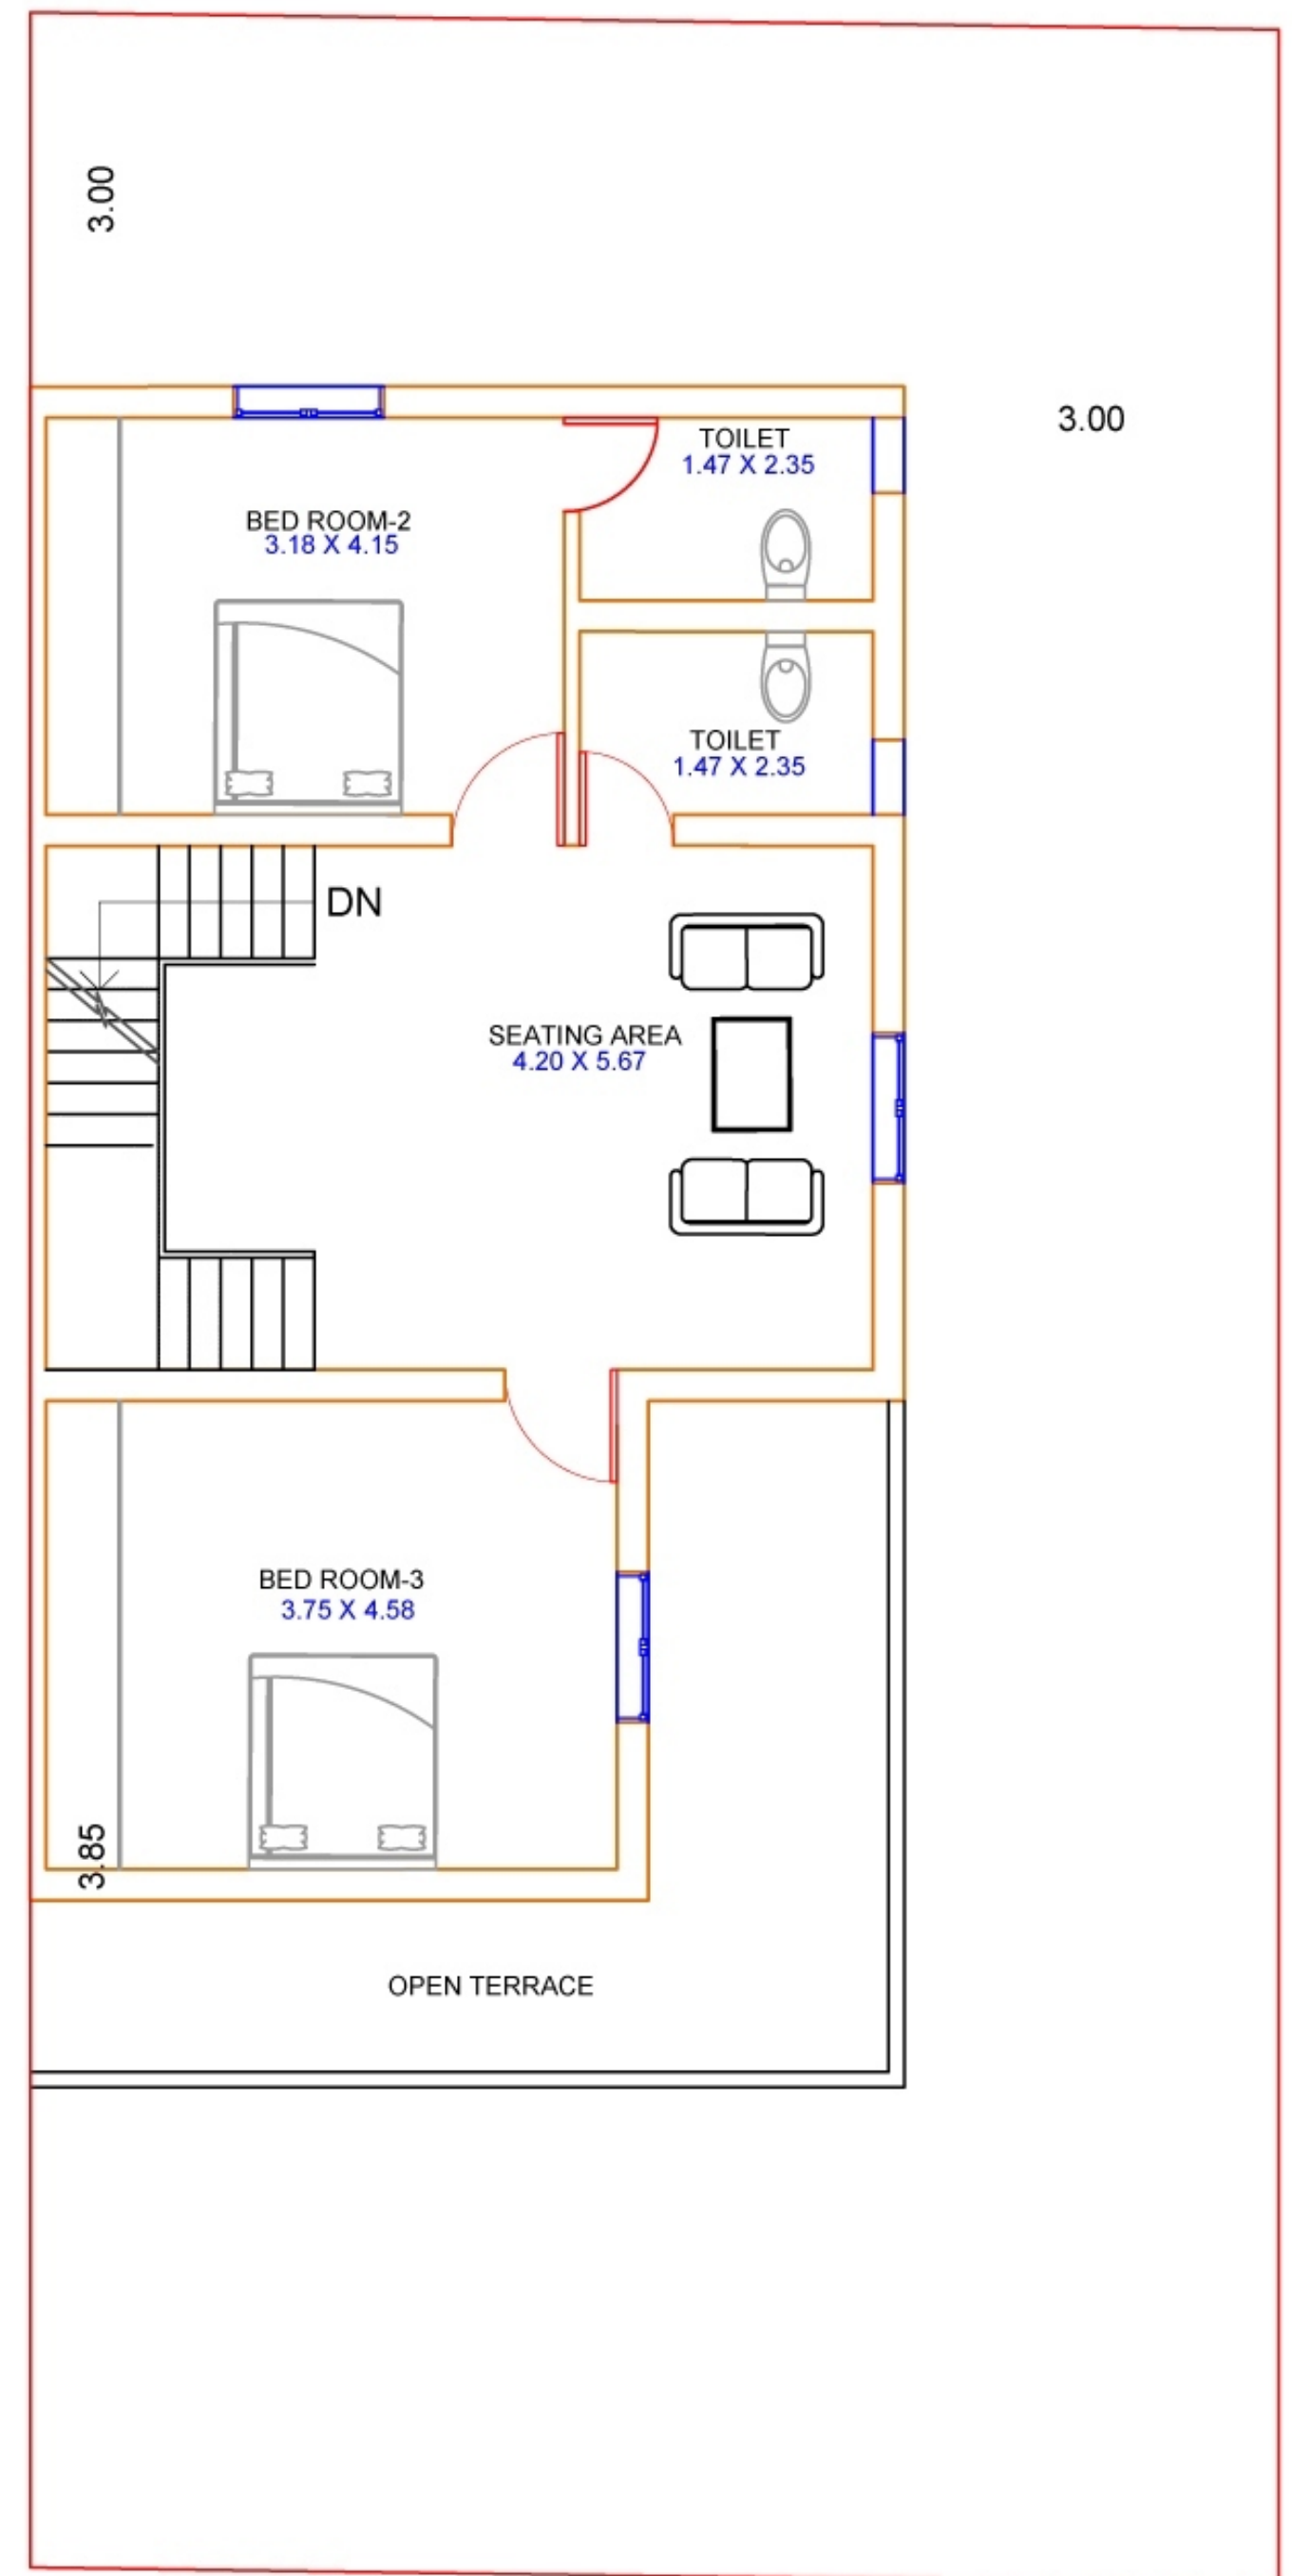 3.00
3.00
TOILET
1.47 X 2.35
BED ROOM-2
3.18 X 4.15
TOILET
1.47 X 2.35
DN
SEATING AREA
4.20 X 5.67
BED ROOM-3
3.75 X 4.58
3.85
OPEN TERRACE